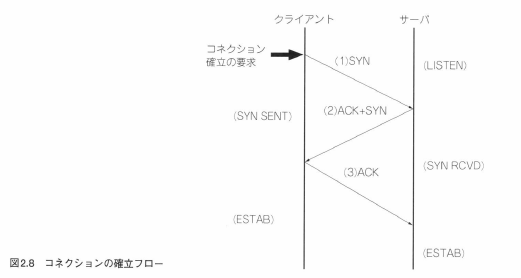 クライアント
サーバ
コネクション
確立の要求
(1)SYN
(LISTEN)
(2)ACK+SYN
(SYN SENT)
(3)ACK
(SYN RCVD)
(ESTAB)
(ESTAB)
図2.8 コネクションの確立フロー